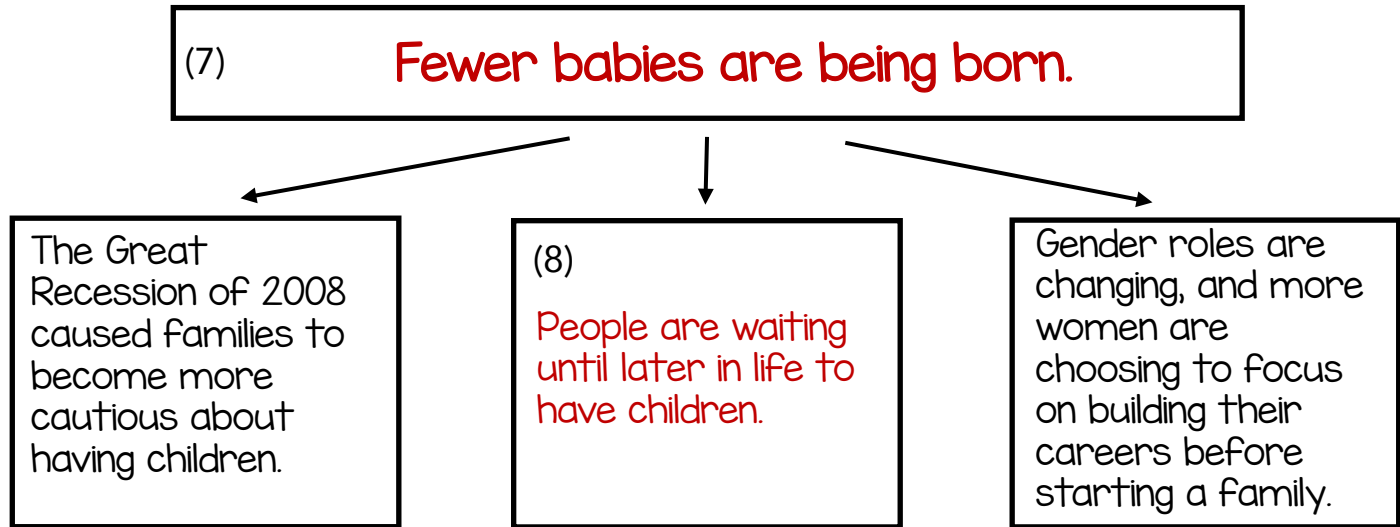 (7) Fewer babies are being born.
The Great
Recession of 2008
caused families to
become more
cautious about
having children.
(8)
People are waiting
until later in life to
have children.
Gender roles are
changing, and more
women are
choosing to focus
on building their
careers before
starting a family.